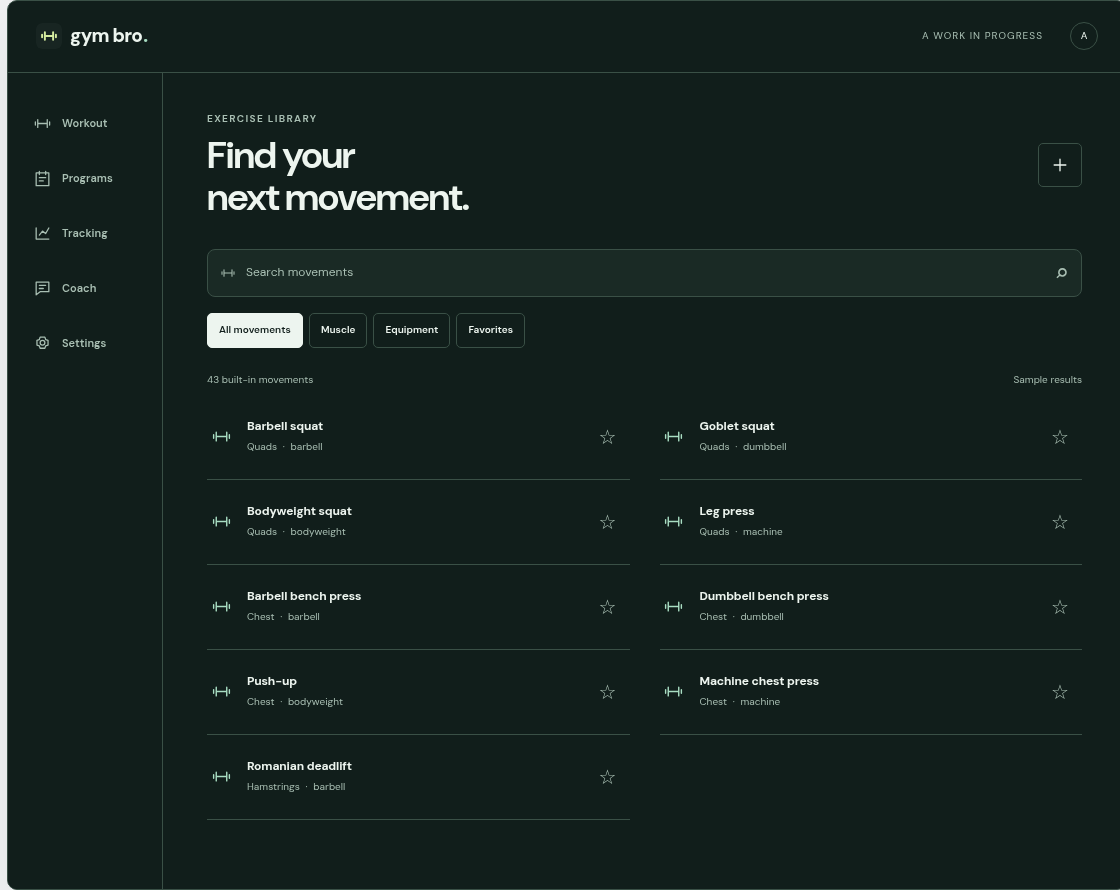 gym bro.
A WORK IN PROGRESS
A
Workout
Programs
Tracking
Coach
Settings
EXERCISE LIBRARY
Find your
next movement.
Search movements
All movements
Muscle
Equipment
Favorites
43 built-in movements
Sample results
Barbell squat
Quads · barbell
Goblet squat
Quads · dumbbell
Bodyweight squat
Quads · bodyweight
Leg press
Quads · machine
Barbell bench press
Chest · barbell
Dumbbell bench press
Chest · dumbbell
Push-up
Chest · bodyweight
Machine chest press
Chest · machine
Romanian deadlift
Hamstrings · barbell